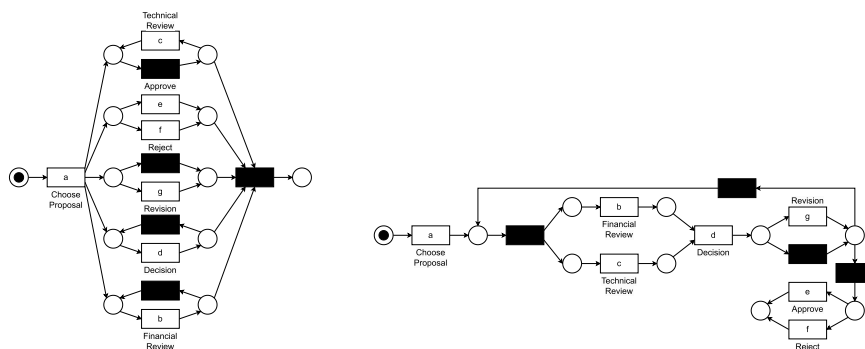 Technical
Review
c
Approve
e
f
Reject
a
Choose
Proposal
g
Revision
d
Decision
b
Financial
Review
a
Choose
Proposal
b
Financial
Review
c
Technical
Review
d
Decision
Revision
g
e
Approve
f
Reject